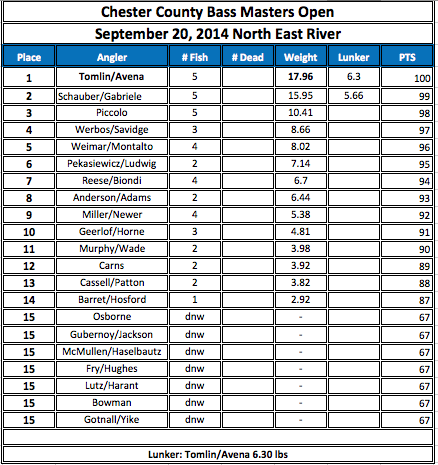 Chester County Bass Masters Open
September 20, 2014 North East River
Place Angler # Fish # Dead Weight Lunker PTS
1 Tomlin/Avena 5 17.96 6.3 100
2 Schauber/Gabriele 5 15.95 5.66 99
3 Piccolo 5 10.41 98
4 Werbos/Savidge 3 8.66 97
5 Weimar/Montalto 4 8.02 96
6 Pekasiewicz/Ludwig 2 7.14 95
7 Reese/Biondi 4 6.7 94
8 Anderson/Adams 2 6.44 93
9 Miller/Newer 4 5.38 92
10 Geerlof/Horne 3 4.81 91
11 Murphy/Wade 2 3.98 90
12 Carns 2 3.92 89
13 Cassell/Patton 2 3.82 88
14 Barret/Hosford 1 2.92 87
15 Osborne dnw - 67
15 Gubernoy/Jackson dnw - 67
15 McMullen/Haselbautz dnw - 67
15 Fry/Hughes dnw - 67
15 Lutz/Harant dnw - 67
15 Bowman dnw - 67
15 Gotnall/Yike dnw - 67
Lunker: Tomlin/Avena 6.30 lbs